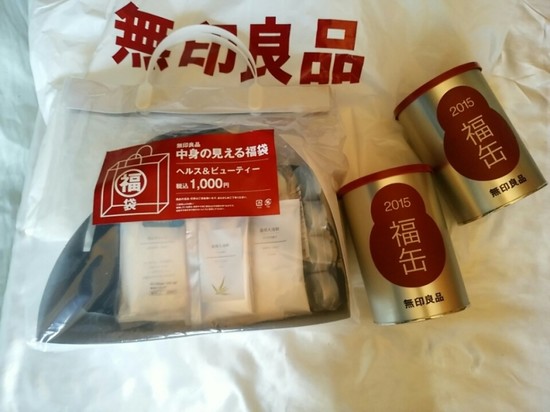 無印良品
無印良品
中身の見える福袋
ヘルス&ビューティー
税込1,000円
福
袋
2015
福缶
無印良品
2015
福缶
無印良品